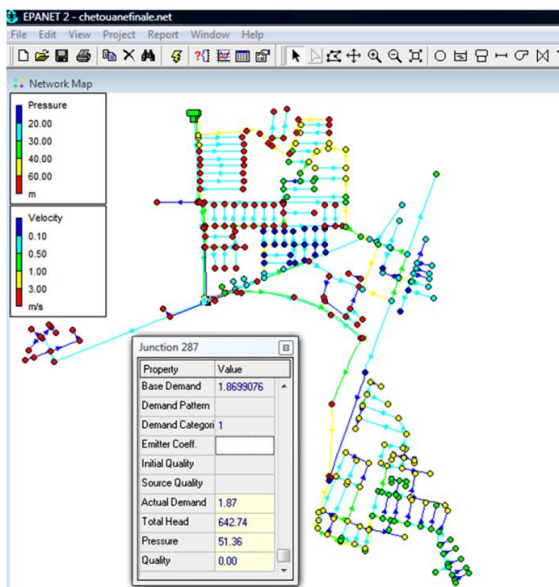 EPANET 2 - chetouanefinale.net
File Edit View Project Report Window Help
Network Map
Pressure
20.00
30.00
40.00
60.00
m
Velocity
0.10
0.50
1.00
3.00
m/s
Junction 287
Property Value
Base Demand 1.8699076
Demand Pattern
Demand Categori 1
Emitter Coeff.
Initial Quality
Source Quality
Actual Demand 1.87
Total Head 642.74
Pressure 51.36
Quality 0.00